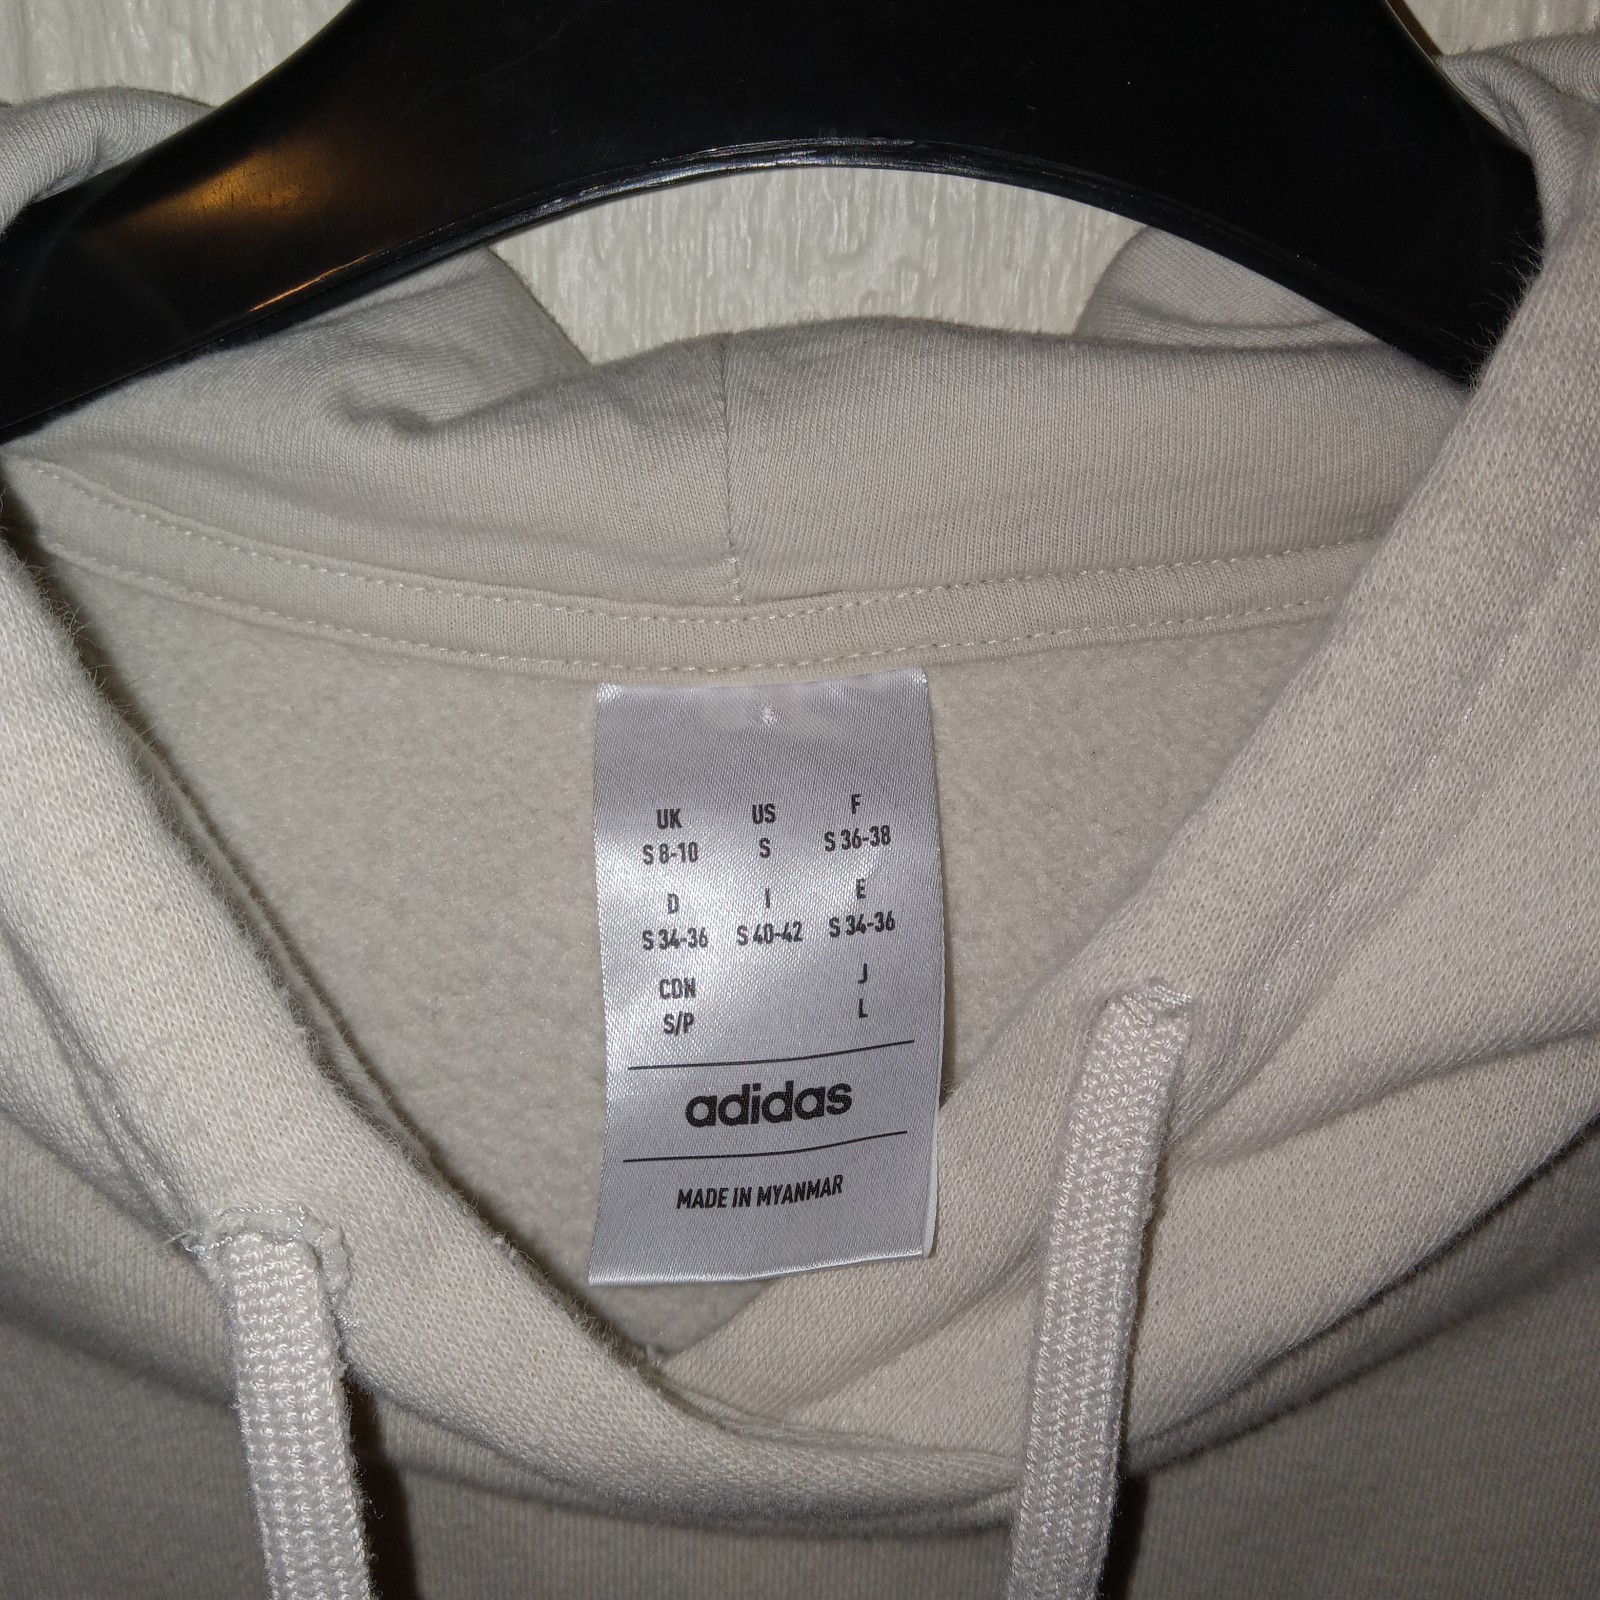 UK US F
S 8-10 S S 36-38
D I E
S 34-36 S 40-42 S 34-36
CDN J
S/P L
adidas
MADE IN MYANMAR